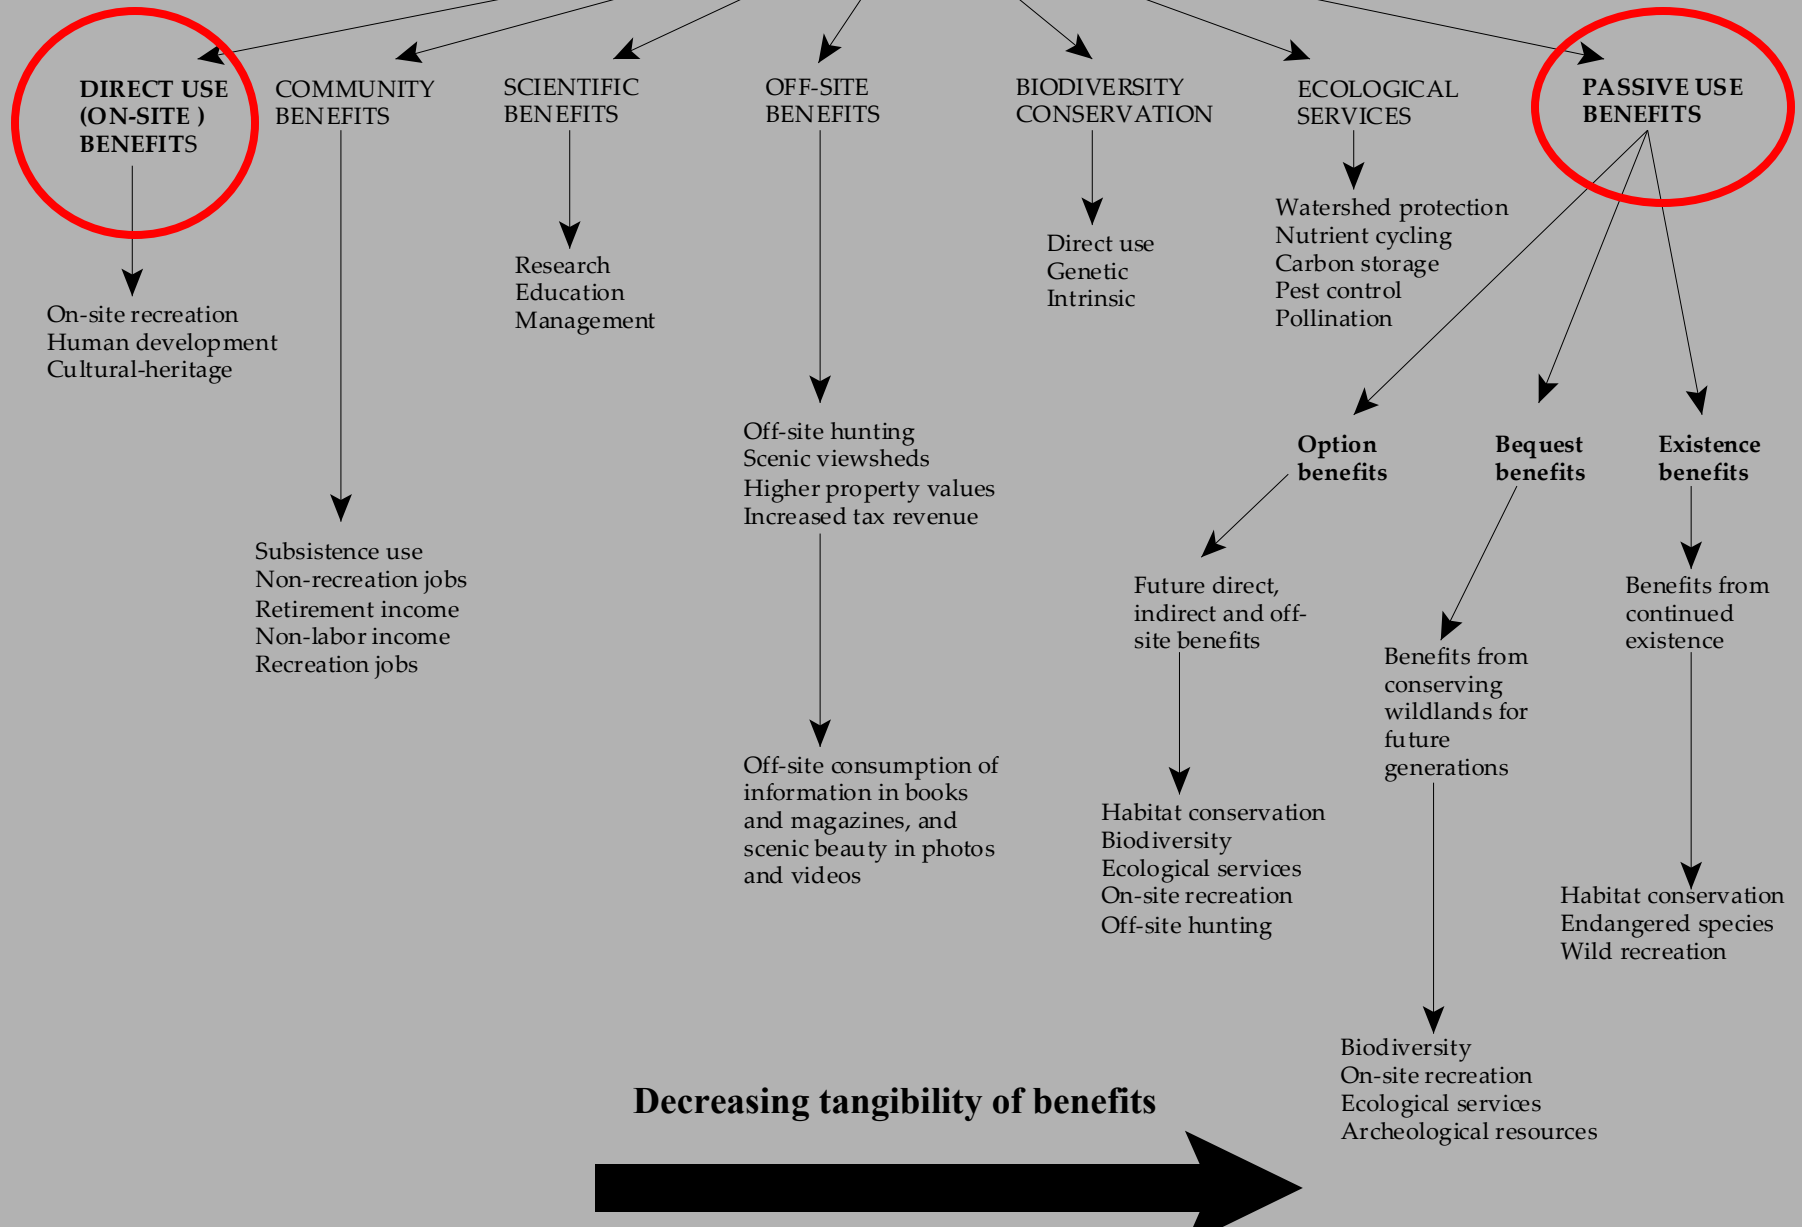 DIRECT USE
(ON-SITE )
BENEFITS
COMMUNITY
BENEFITS
SCIENTIFIC
BENEFITS
OFF-SITE
BENEFITS
BIODIVERSITY
CONSERVATION
ECOLOGICAL
SERVICES
PASSIVE USE
BENEFITS
On-site recreation
Human development
Cultural-heritage
Subsistence use
Non-recreation jobs
Retirement income
Non-labor income
Recreation jobs
Research
Education
Management
Off-site hunting
Scenic viewsheds
Higher property values
Increased tax revenue
Off-site consumption of
information in books
and magazines, and
scenic beauty in photos
and videos
Direct use
Genetic
Intrinsic
Watershed protection
Nutrient cycling
Carbon storage
Pest control
Pollination
Option
benefits
Future direct,
indirect and off-
site benefits
Habitat conservation
Biodiversity
Ecological services
On-site recreation
Off-site hunting
Bequest
benefits
Benefits from
conserving
wildlands for
future
generations
Biodiversity
On-site recreation
Ecological services
Archeological resources
Existence
benefits
Benefits from
continued
existence
Habitat conservation
Endangered species
Wild recreation
Decreasing tangibility of benefits